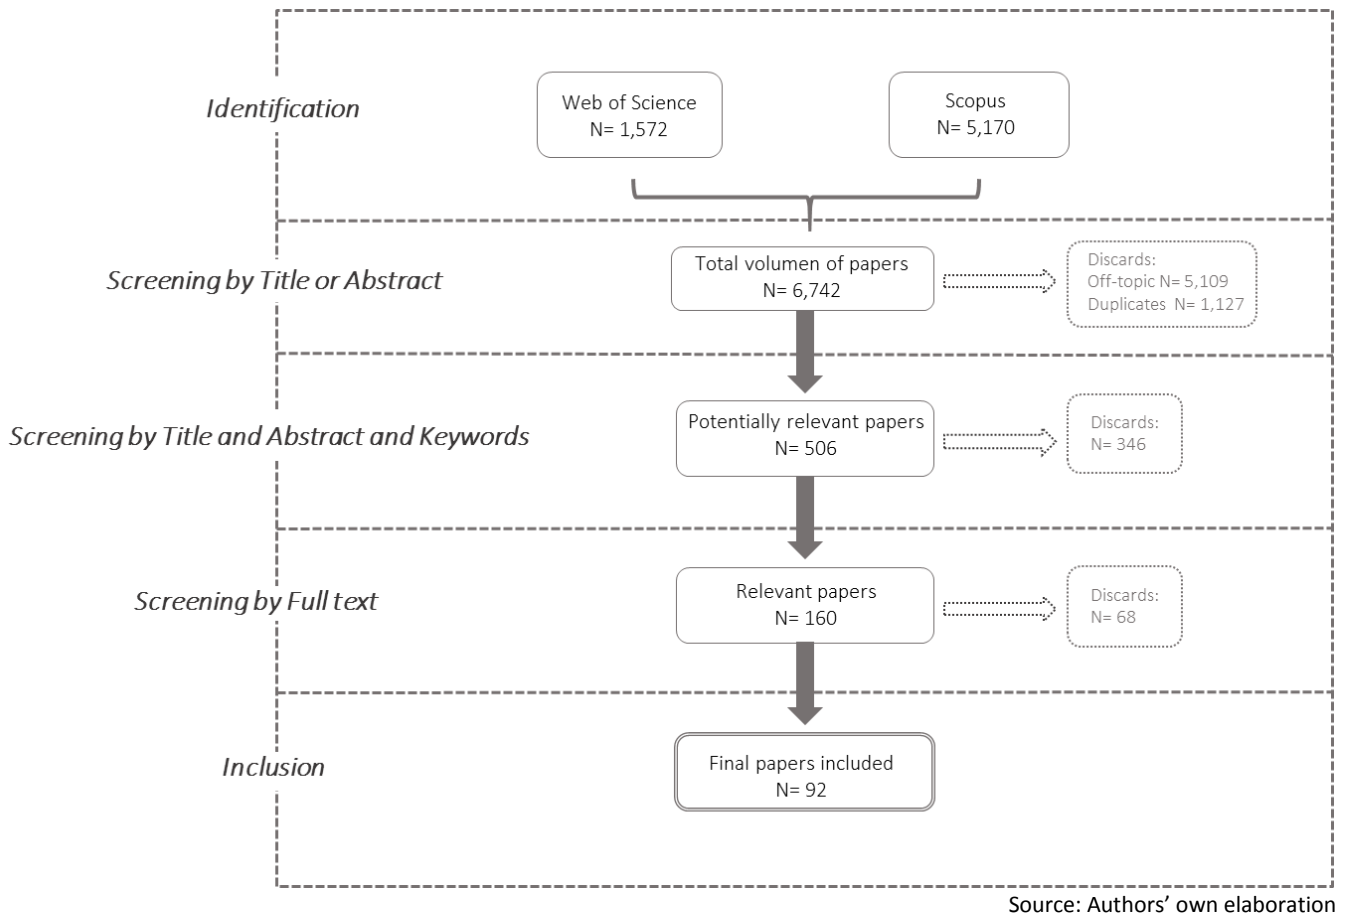 Identification
Web of Science
N= 1,572
Scopus
N= 5,170
Screening by Title or Abstract
Total volumen of papers
N= 6,742
Discards:
Off-topic N= 5,109
Duplicates N= 1,127
Screening by Title and Abstract and Keywords
Potentially relevant papers
N= 506
Discards:
N= 346
Screening by Full text
Relevant papers
N= 160
Discards:
N= 68
Inclusion
Final papers included
N= 92
Source: Authors’ own elaboration